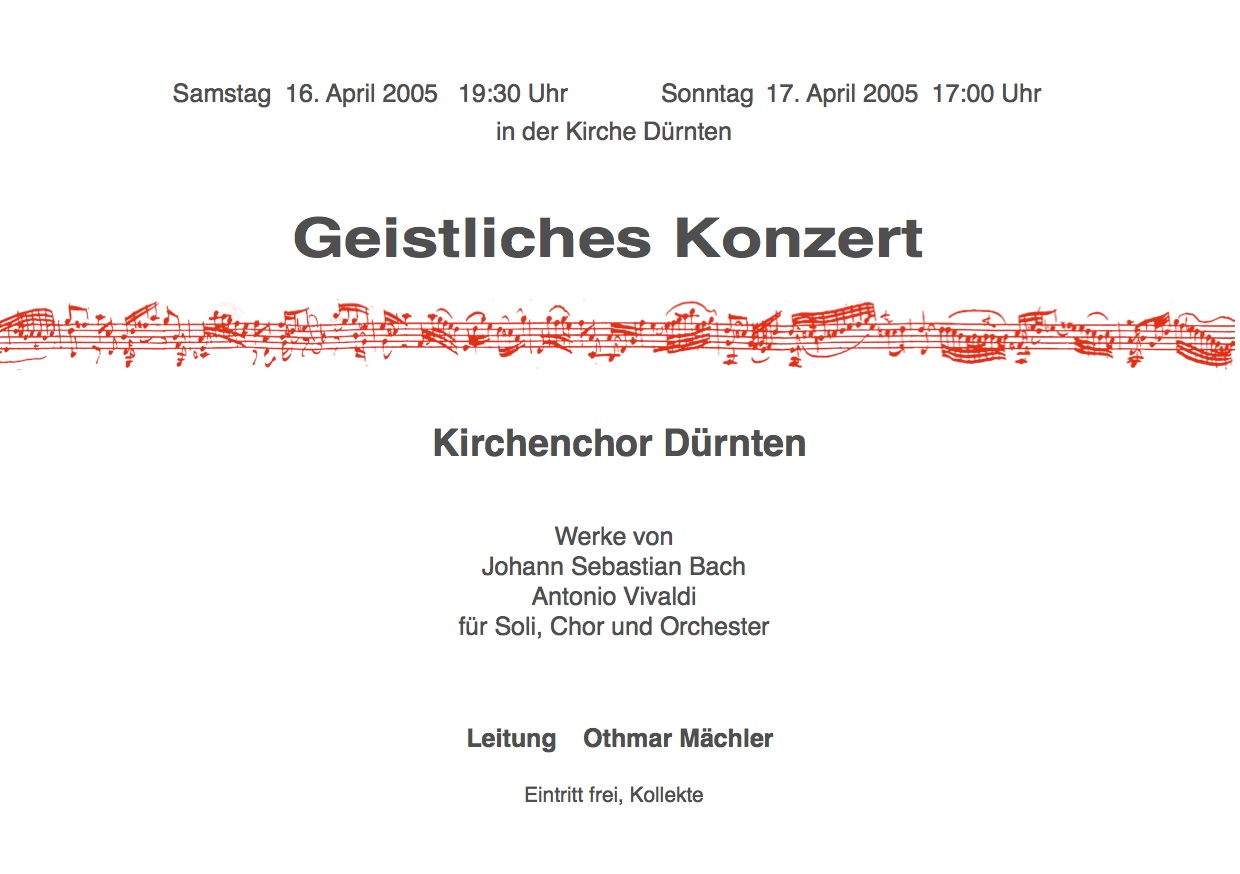 Samstag 16. April 2005 19:30 Uhr Sonntag 17. April 2005 17:00 Uhr
in der Kirche Dürnten
Geistliches Konzert
Kirchenchor Dürnten
Werke von
Johann Sebastian Bach
Antonio Vivaldi
für Soli, Chor und Orchester
Leitung Othmar Mächler
Eintritt frei, Kollekte